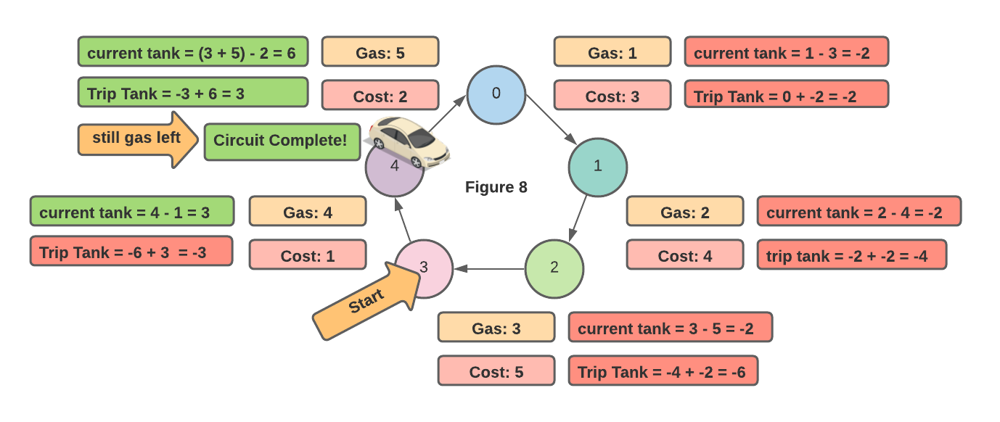 current tank = (3 + 5) - 2 = 6
Gas: 5
Gas: 1
current tank = 1 - 3 = -2
Trip Tank = -3 + 6 = 3
Cost: 2
0
Cost: 3
Trip Tank = 0 + -2 = -2
still gas left
Circuit Complete!
4
Figure 8
1
current tank = 4 - 1 = 3
Gas: 4
Gas: 2
current tank = 2 - 4 = -2
Trip Tank = -6 + 3 = -3
Cost: 1
Cost: 4
trip tank = -2 + -2 = -4
3
2
Start
Gas: 3
current tank = 3 - 5 = -2
Cost: 5
Trip Tank = -4 + -2 = -6